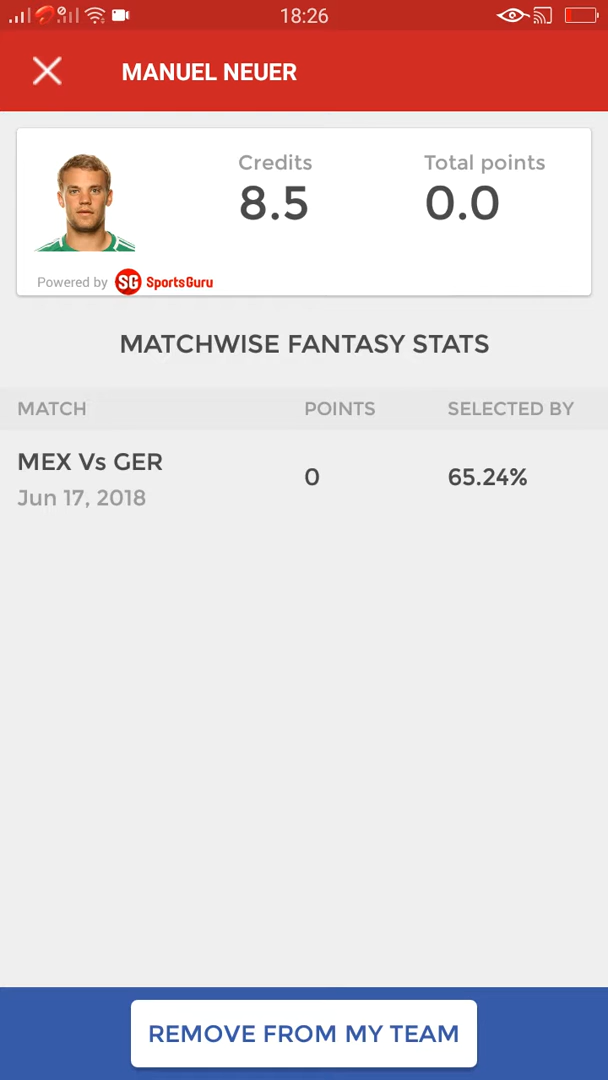 18:26
MANUEL NEUER
Credits
Total points
8.5
0.0
Powered by SG SportsGuru
MATCHWISE FANTASY STATS
MATCH POINTS SELECTED BY
MEX Vs GER
0 65.24%
Jun 17, 2018
REMOVE FROM MY TEAM